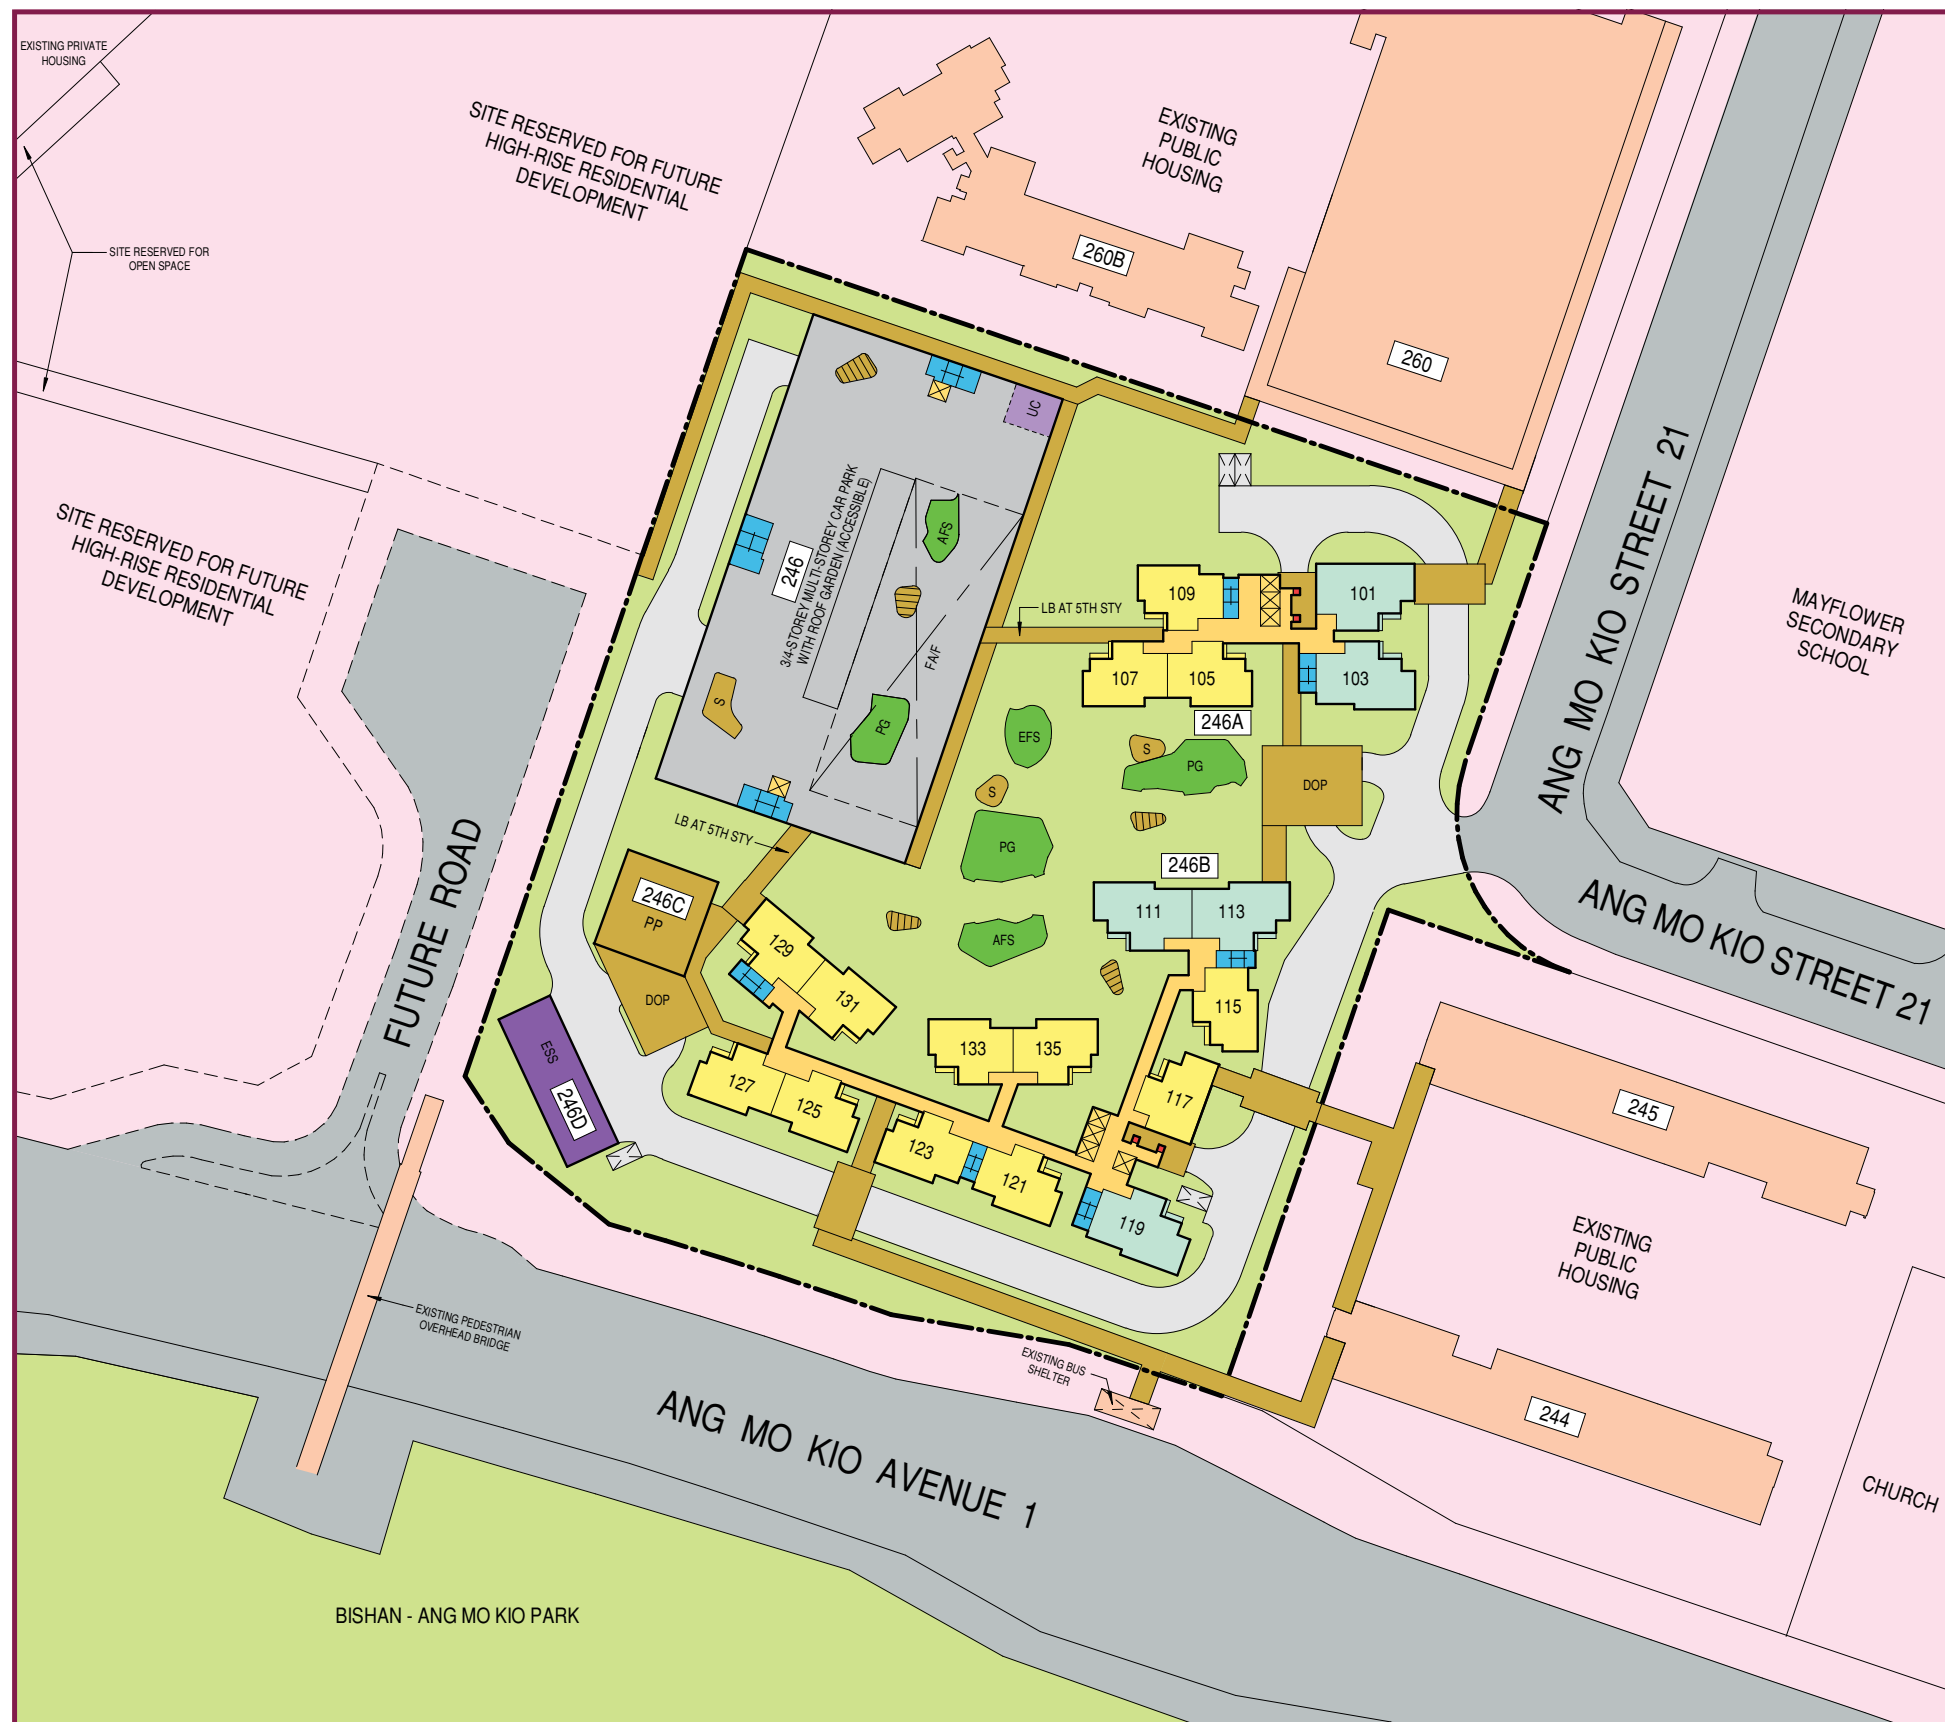 EXISTING PRIVATE
HOUSING
SITE RESERVED FOR FUTURE
HIGH-RISE RESIDENTIAL
DEVELOPMENT
EXISTING
PUBLIC
HOUSING
SITE RESERVED FOR
OPEN SPACE
260B
260
UC
ANG MO KIO STREET 21
SITE RESERVED FOR FUTURE
HIGH-RISE RESIDENTIAL
DEVELOPMENT
246
3/4-STOREY MULTI-STOREY CAR PARK
WITH ROOF GARDEN (ACCESSIBLE)
AFS
FA/F
S
PG
LB AT 5TH STY
109
101
107
105
103
246A
MAYFLOWER
SECONDARY
SCHOOL
EFS
S
PG
S
DOP
PG
LB AT 5TH STY
246B
111
113
115
246C
PP
DOP
AFS
129
131
133
135
127
125
123
121
117
119
ESS
246D
FUTURE ROAD
ANG MO KIO STREET 21
245
EXISTING
PUBLIC
HOUSING
244
CHURCH
EXISTING PEDESTRIAN
OVERHEAD BRIDGE
EXISTING BUS
SHELTER
ANG MO KIO AVENUE 1
BISHAN - ANG MO KIO PARK